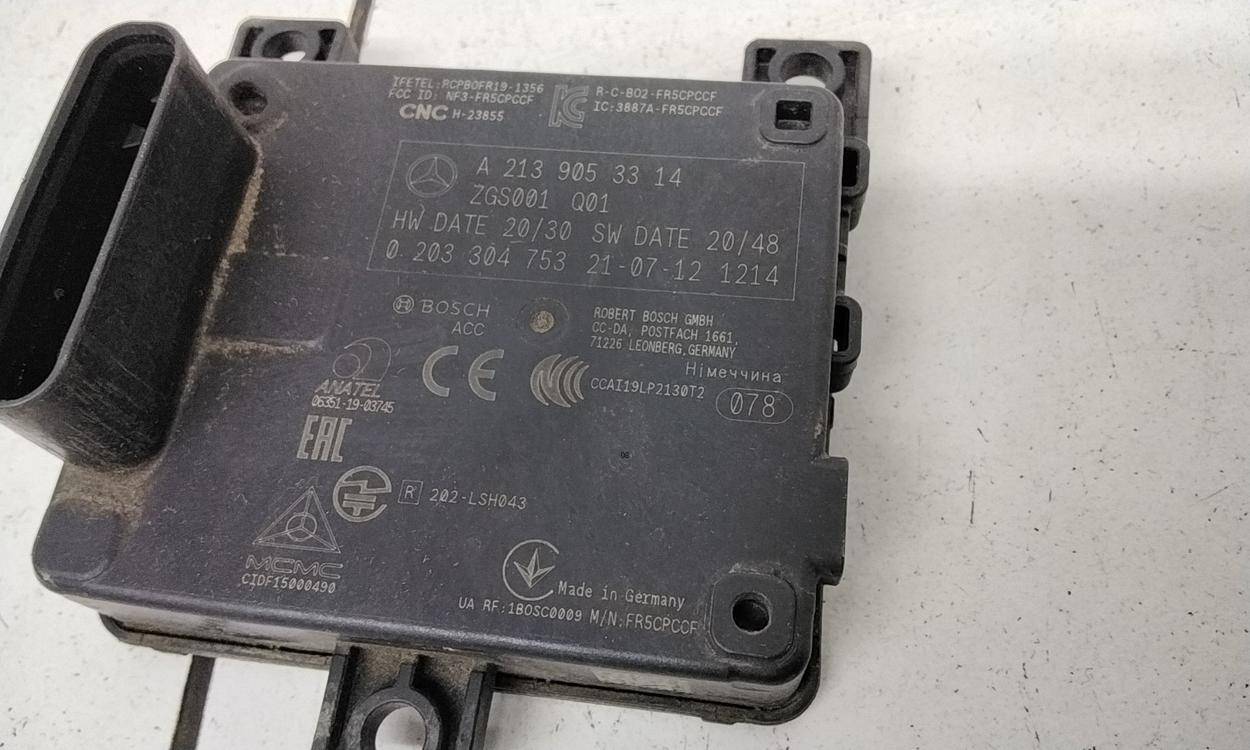 IFETEL:RCPBOFR19-1356
FCC ID: NF3-FR5CPCCF
CNC H-23855
R-C-BO2-FR5CPCCF
IC:3887A-FR5CPCCF
A 213 905 33 14
ZGS001 Q01
HW DATE 20/30 SW DATE 20/48
0 203 304 753 21-07-12 1214
BOSCH
ACC
ROBERT BOSCH GMBH
CC-DA, POSTFACH 1661,
71226 LEONBERG,GERMANY
Німеччина
ANATEL
06351-19-03745
CE
CCAI19LP2130T2
078
EAC
R 202-LSH043
MCMC
CIDF15000490
Made in Germany
UA RF:1BOSC0009 M/N:FR5CPCCF